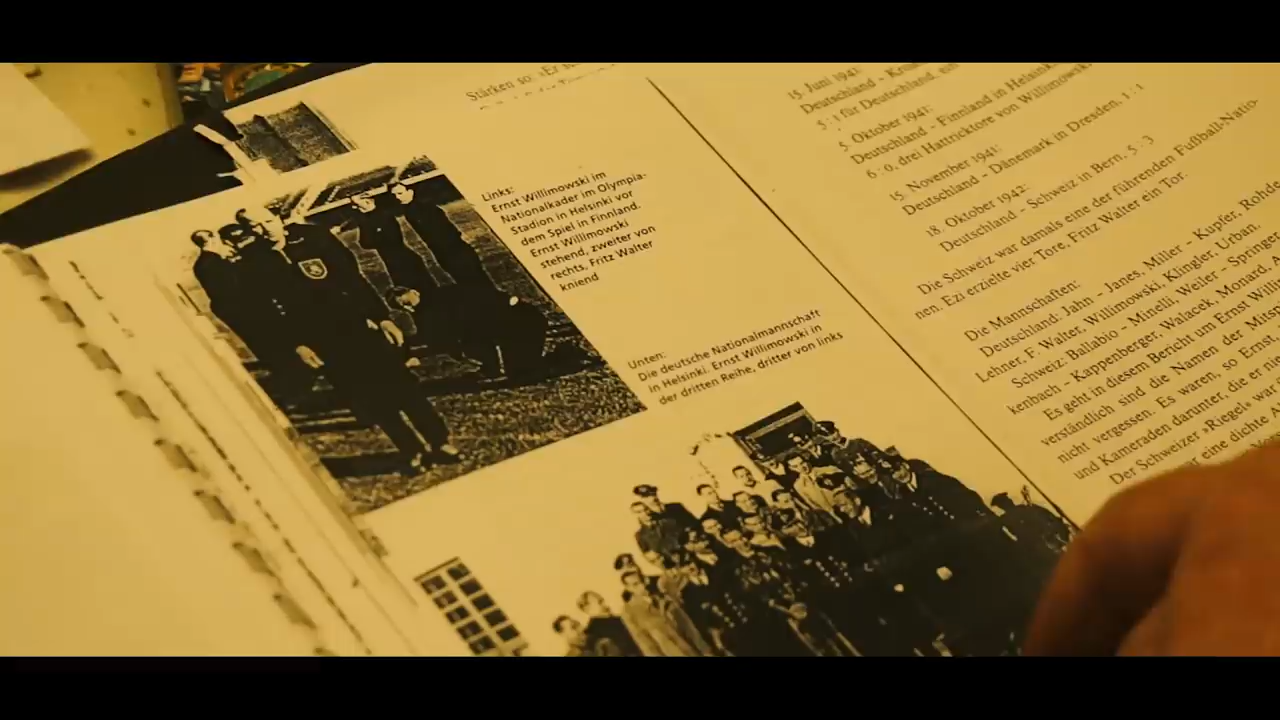 Stärken so: »Er
Links:
Ernst Willimowski im
Nationalkader im Olympia-
Stadion in Helsinki vor
dem Spiel in Finnland.
Ernst Willimowski
stehend, zweiter von
rechts, Fritz Walter
kniend
Unten:
Die deutsche Nationalmannschaft
in Helsinki. Ernst Willimowski in
der dritten Reihe, dritter von links
15. Juni 1941:
Deutschland –
5 : 1 für Deutschland, ein
5. Oktober 1941:
Deutschland – Finnland in Helsinki
6 : 0, drei Hattricktore von Willimowski
15. November 1941:
Deutschland – Dänemark in Dresden, 1 : 1
18. Oktober 1942:
Deutschland – Schweiz in Bern, 5 : 3
Die Schweiz war damals eine der führenden Fußball-Natio-
nen. Ezi erzielte vier Tore, Fritz Walter ein Tor.
Die Mannschaften:
Deutschland: Jahn – Janes, Miller – Kupfer, Rohde
Lehner, F. Walter, Willimowski, Klingler, Urban.
Schweiz: Ballabio – Minelli, Weiler – Springer
kenbach – Kappenberger, Walacek, Monard, A
Es geht in diesem Bericht um Ernst Willi
verständlich sind die Namen der Mitsp
nicht vergessen. Es waren, so Ernst
und Kameraden darunter, die er ni
Der Schweizer »Riegel« war
eine dichte A